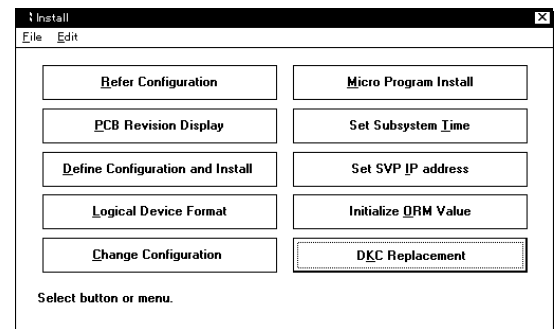 Install
File Edit
Refer Configuration Micro Program Install
PCB Revision Display Set Subsystem Time
Define Configuration and Install Set SVP IP address
Logical Device Format Initialize ORM Value
Change Configuration DKC Replacement
Select button or menu.